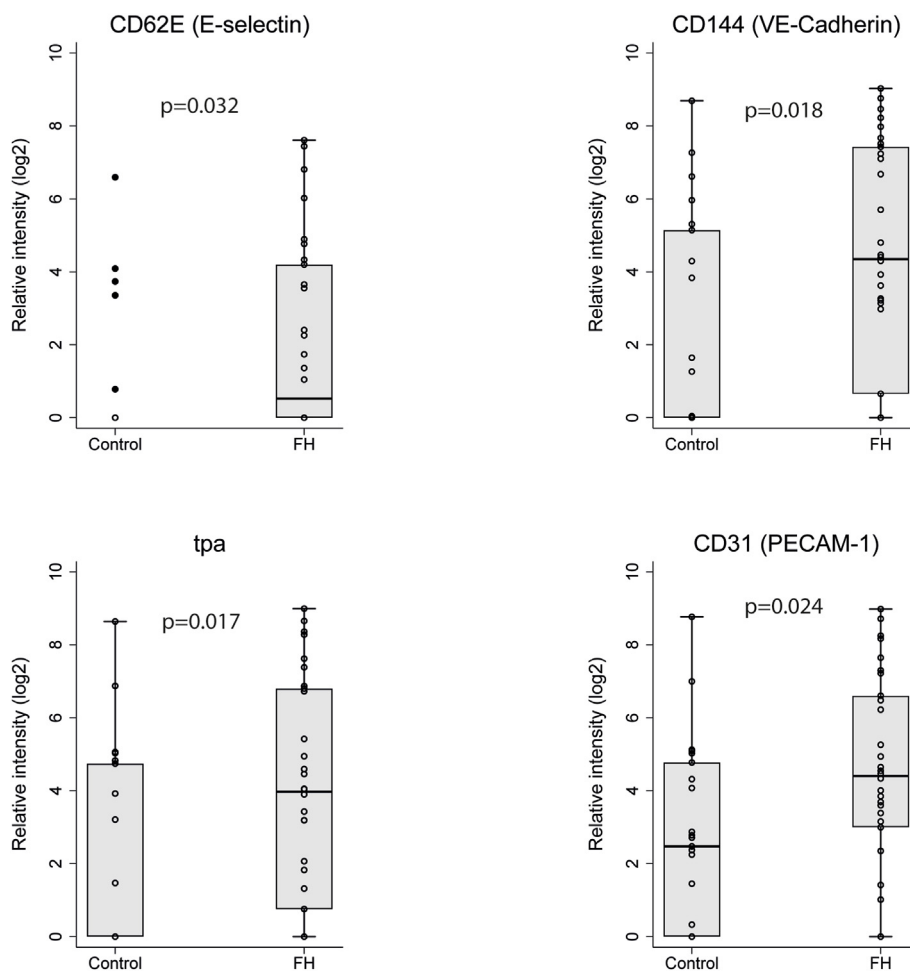 CD62E (E-selectin)
p=0.032
Relative intensity (log2)
10
8
6
4
2
0
Control
FH
CD144 (VE-Cadherin)
p=0.018
Relative intensity (log2)
10
8
6
4
2
0
Control
FH
tpa
p=0.017
Relative intensity (log2)
10
8
6
4
2
0
Control
FH
CD31 (PECAM-1)
p=0.024
Relative intensity (log2)
10
8
6
4
2
0
Control
FH